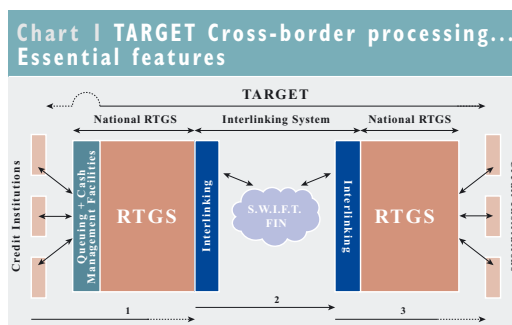 Chart 1 TARGET Cross-border processing...
Essential features
TARGET
National RTGS
Interlinking System
National RTGS
Credit Institutions
Queuing + Cash
Management Facilities
RTGS
Interlinking
S.W.I.F.T.
FIN
Interlinking
RTGS
1
2
3